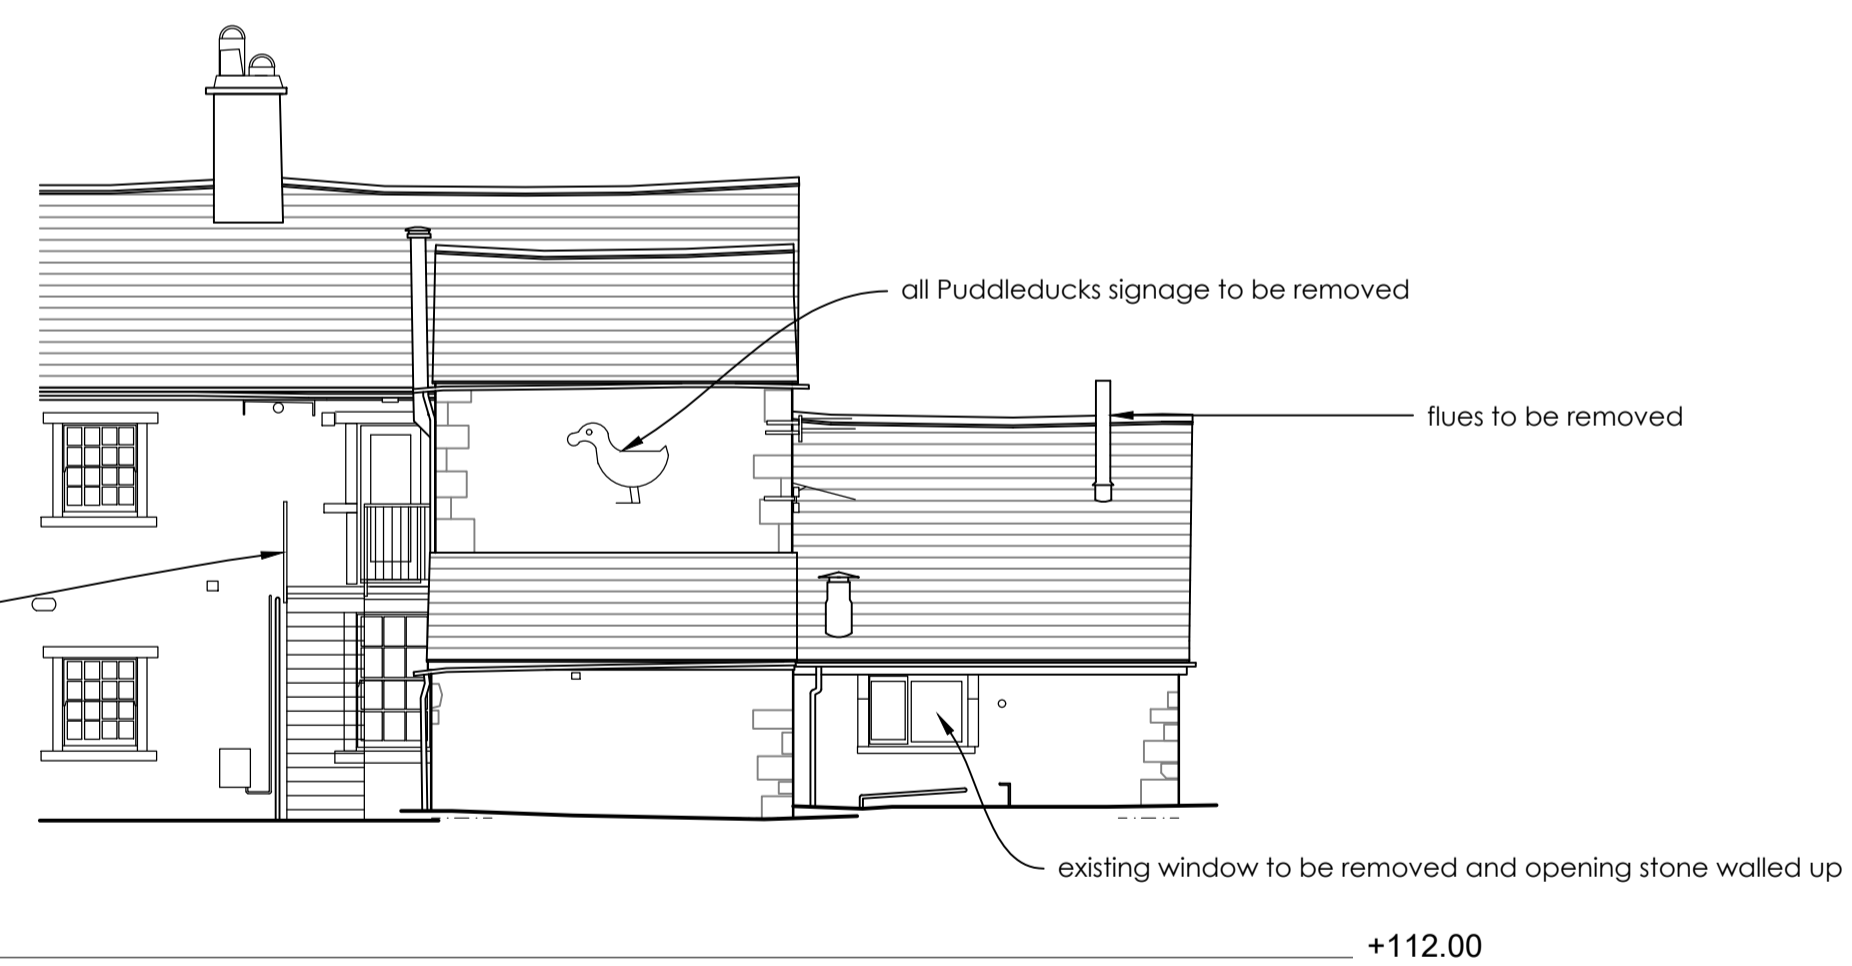 all Puddleducks signage to be removed
flues to be removed
existing window to be removed and opening stone walled up
+112.00